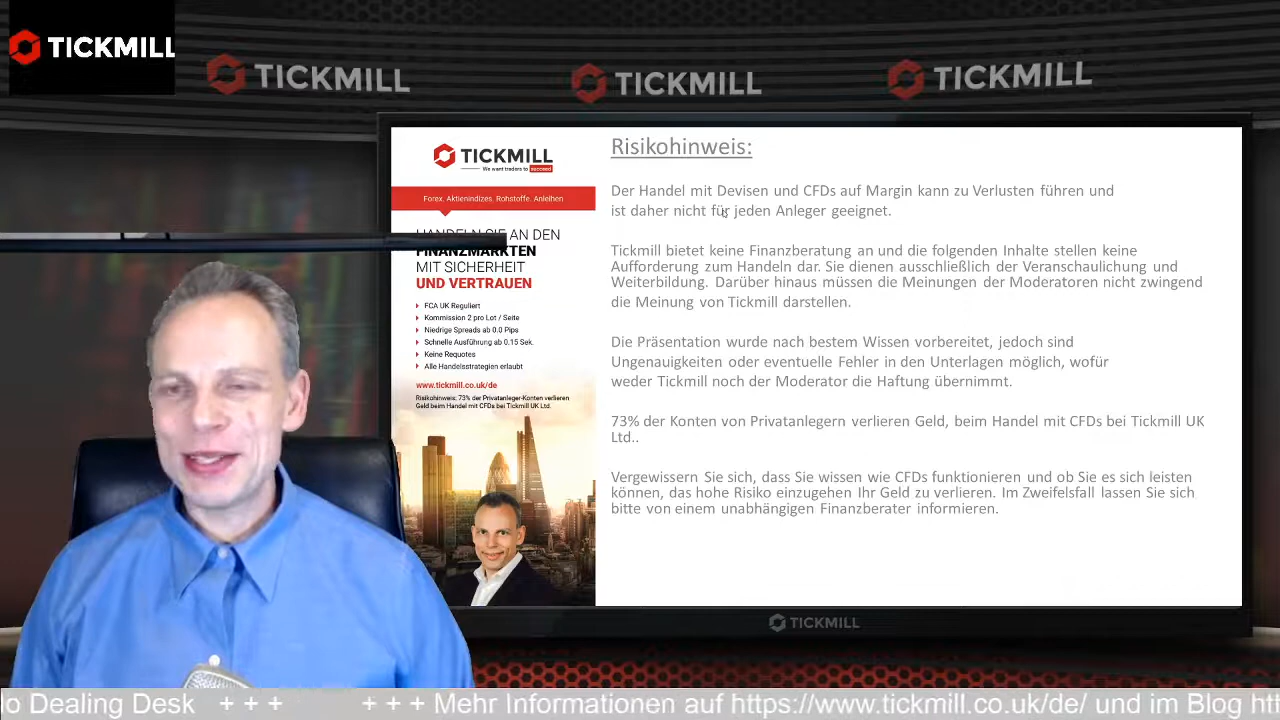 TICKMILL
TICKMILL
TICKMILL
TICKMILL
TICKMILL
We want traders to succeed
Forex, Aktienindizes, Rohstoffe, Anleihen
HANDELN SIE AN DEN
FINANZMÄRKTEN
MIT SICHERHEIT
UND VERTRAUEN
FCA UK Reguliert
Kommission 2 pro Lot / Seite
Niedrige Spreads ab 0.0 Pips
Schnelle Ausführung ab 0.15 Sek.
Keine Requotes
Alle Handelsstrategien erlaubt
www.tickmill.co.uk/de
Risikohinweis: 73% der Privatanleger-Konten verlieren
Geld beim Handel mit CFDs bei Tickmill UK Ltd.
Risikohinweis:
Der Handel mit Devisen und CFDs auf Margin kann zu Verlusten führen und
ist daher nicht für jeden Anleger geeignet.
Tickmill bietet keine Finanzberatung an und die folgenden Inhalte stellen keine
Aufforderung zum Handeln dar. Sie dienen ausschließlich der Veranschaulichung und
Weiterbildung. Darüber hinaus müssen die Meinungen der Moderatoren nicht zwingend
die Meinung von Tickmill darstellen.
Die Präsentation wurde nach bestem Wissen vorbereitet, jedoch sind
Ungenauigkeiten oder eventuelle Fehler in den Unterlagen möglich, wofür
weder Tickmill noch der Moderator die Haftung übernimmt.
73% der Konten von Privatanlegern verlieren Geld, beim Handel mit CFDs bei Tickmill UK
Ltd..
Vergewissern Sie sich, dass Sie wissen wie CFDs funktionieren und ob Sie es sich leisten
können, das hohe Risiko einzugehen Ihr Geld zu verlieren. Im Zweifelsfall lassen Sie sich
bitte von einem unabhängigen Finanzberater informieren.
TICKMILL
o Dealing Desk + + + + + + Mehr Informationen auf https://www.tickmill.co.uk/de/ und im Blog htt